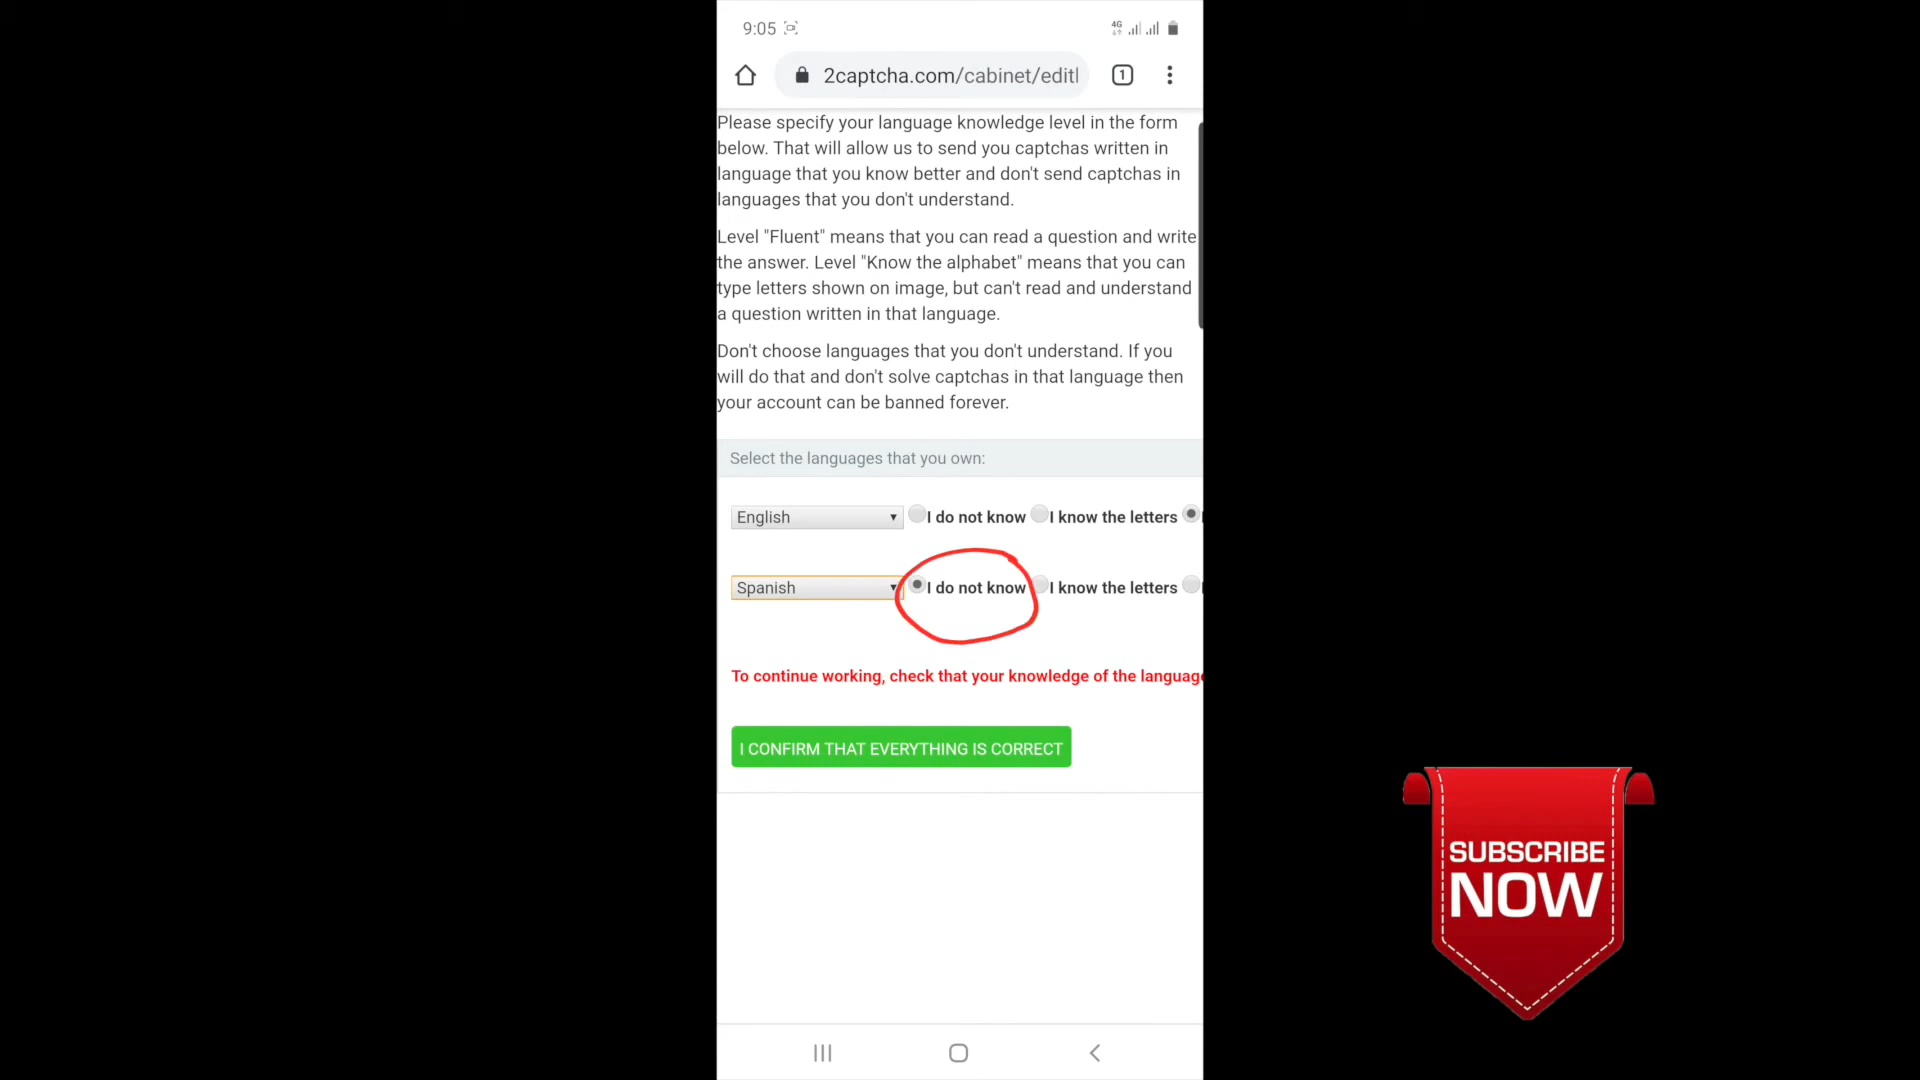 9:05
4G
2captcha.com/cabinet/editl
1
Please specify your language knowledge level in the form
below. That will allow us to send you captchas written in
language that you know better and don't send captchas in
languages that you don't understand.
Level "Fluent" means that you can read a question and write
the answer. Level "Know the alphabet" means that you can
type letters shown on image, but can't read and understand
a question written in that language.
Don't choose languages that you don't understand. If you
will do that and don't solve captchas in that language then
your account can be banned forever.
Select the languages that you own:
English I do not know I know the letters
Spanish I do not know I know the letters
To continue working, check that your knowledge of the language
I CONFIRM THAT EVERYTHING IS CORRECT
SUBSCRIBE
NOW